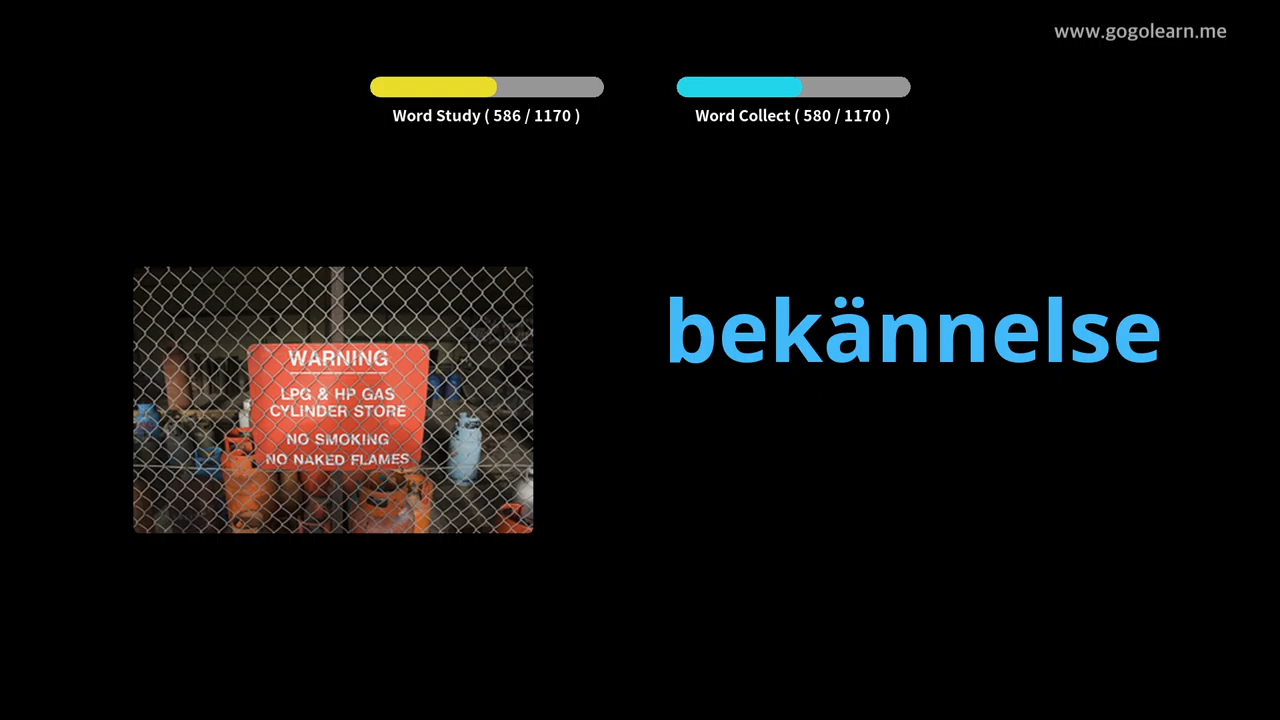 www.gogolearn.me
Word Study ( 586 / 1170 )
Word Collect ( 580 / 1170 )
bekännelse
WARNING
LPG & HP GAS
CYLINDER STORE
NO SMOKING
NO NAKED FLAMES